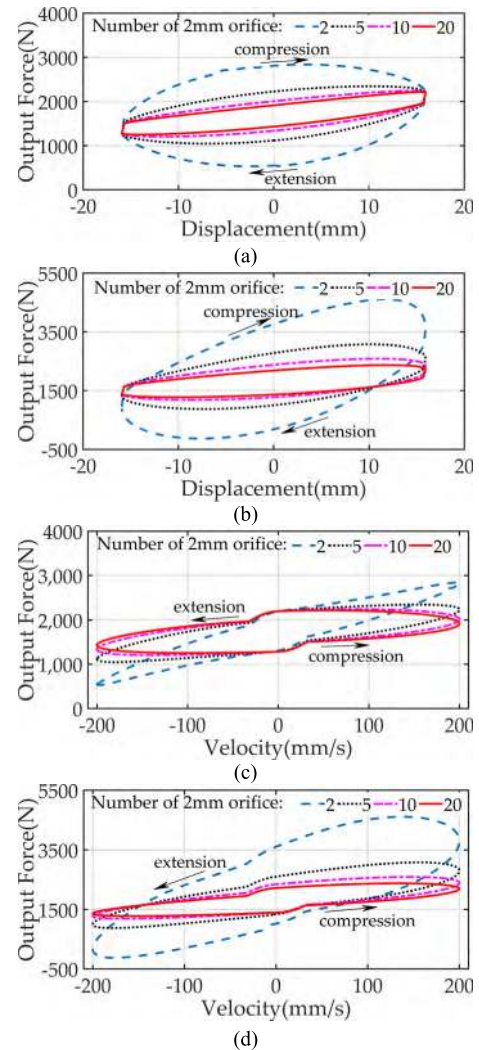 4000
Number of 2mm orifice: 2 5 10 20
compression
3000
2000
1000
extension
0
-20 -10 0 10 20
Output Force(N)
Displacement(mm)
(a)
5500
Number of 2mm orifice: 2 5 10 20
compression
3500
1500
extension
-500
-20 -10 0 10 20
Output Force(N)
Displacement(mm)
(b)
4000
Number of 2mm orifice: 2 5 10 20
3,000
extension
2,000
compression
1,000
0
-200 -100 0 100 200
Output Force(N)
Velocity(mm/s)
(c)
5500
Number of 2mm orifice: 2 5 10 20
extension
3500
1500
compression
-500
-200 -100 0 100 200
Output Force(N)
Velocity(mm/s)
(d)